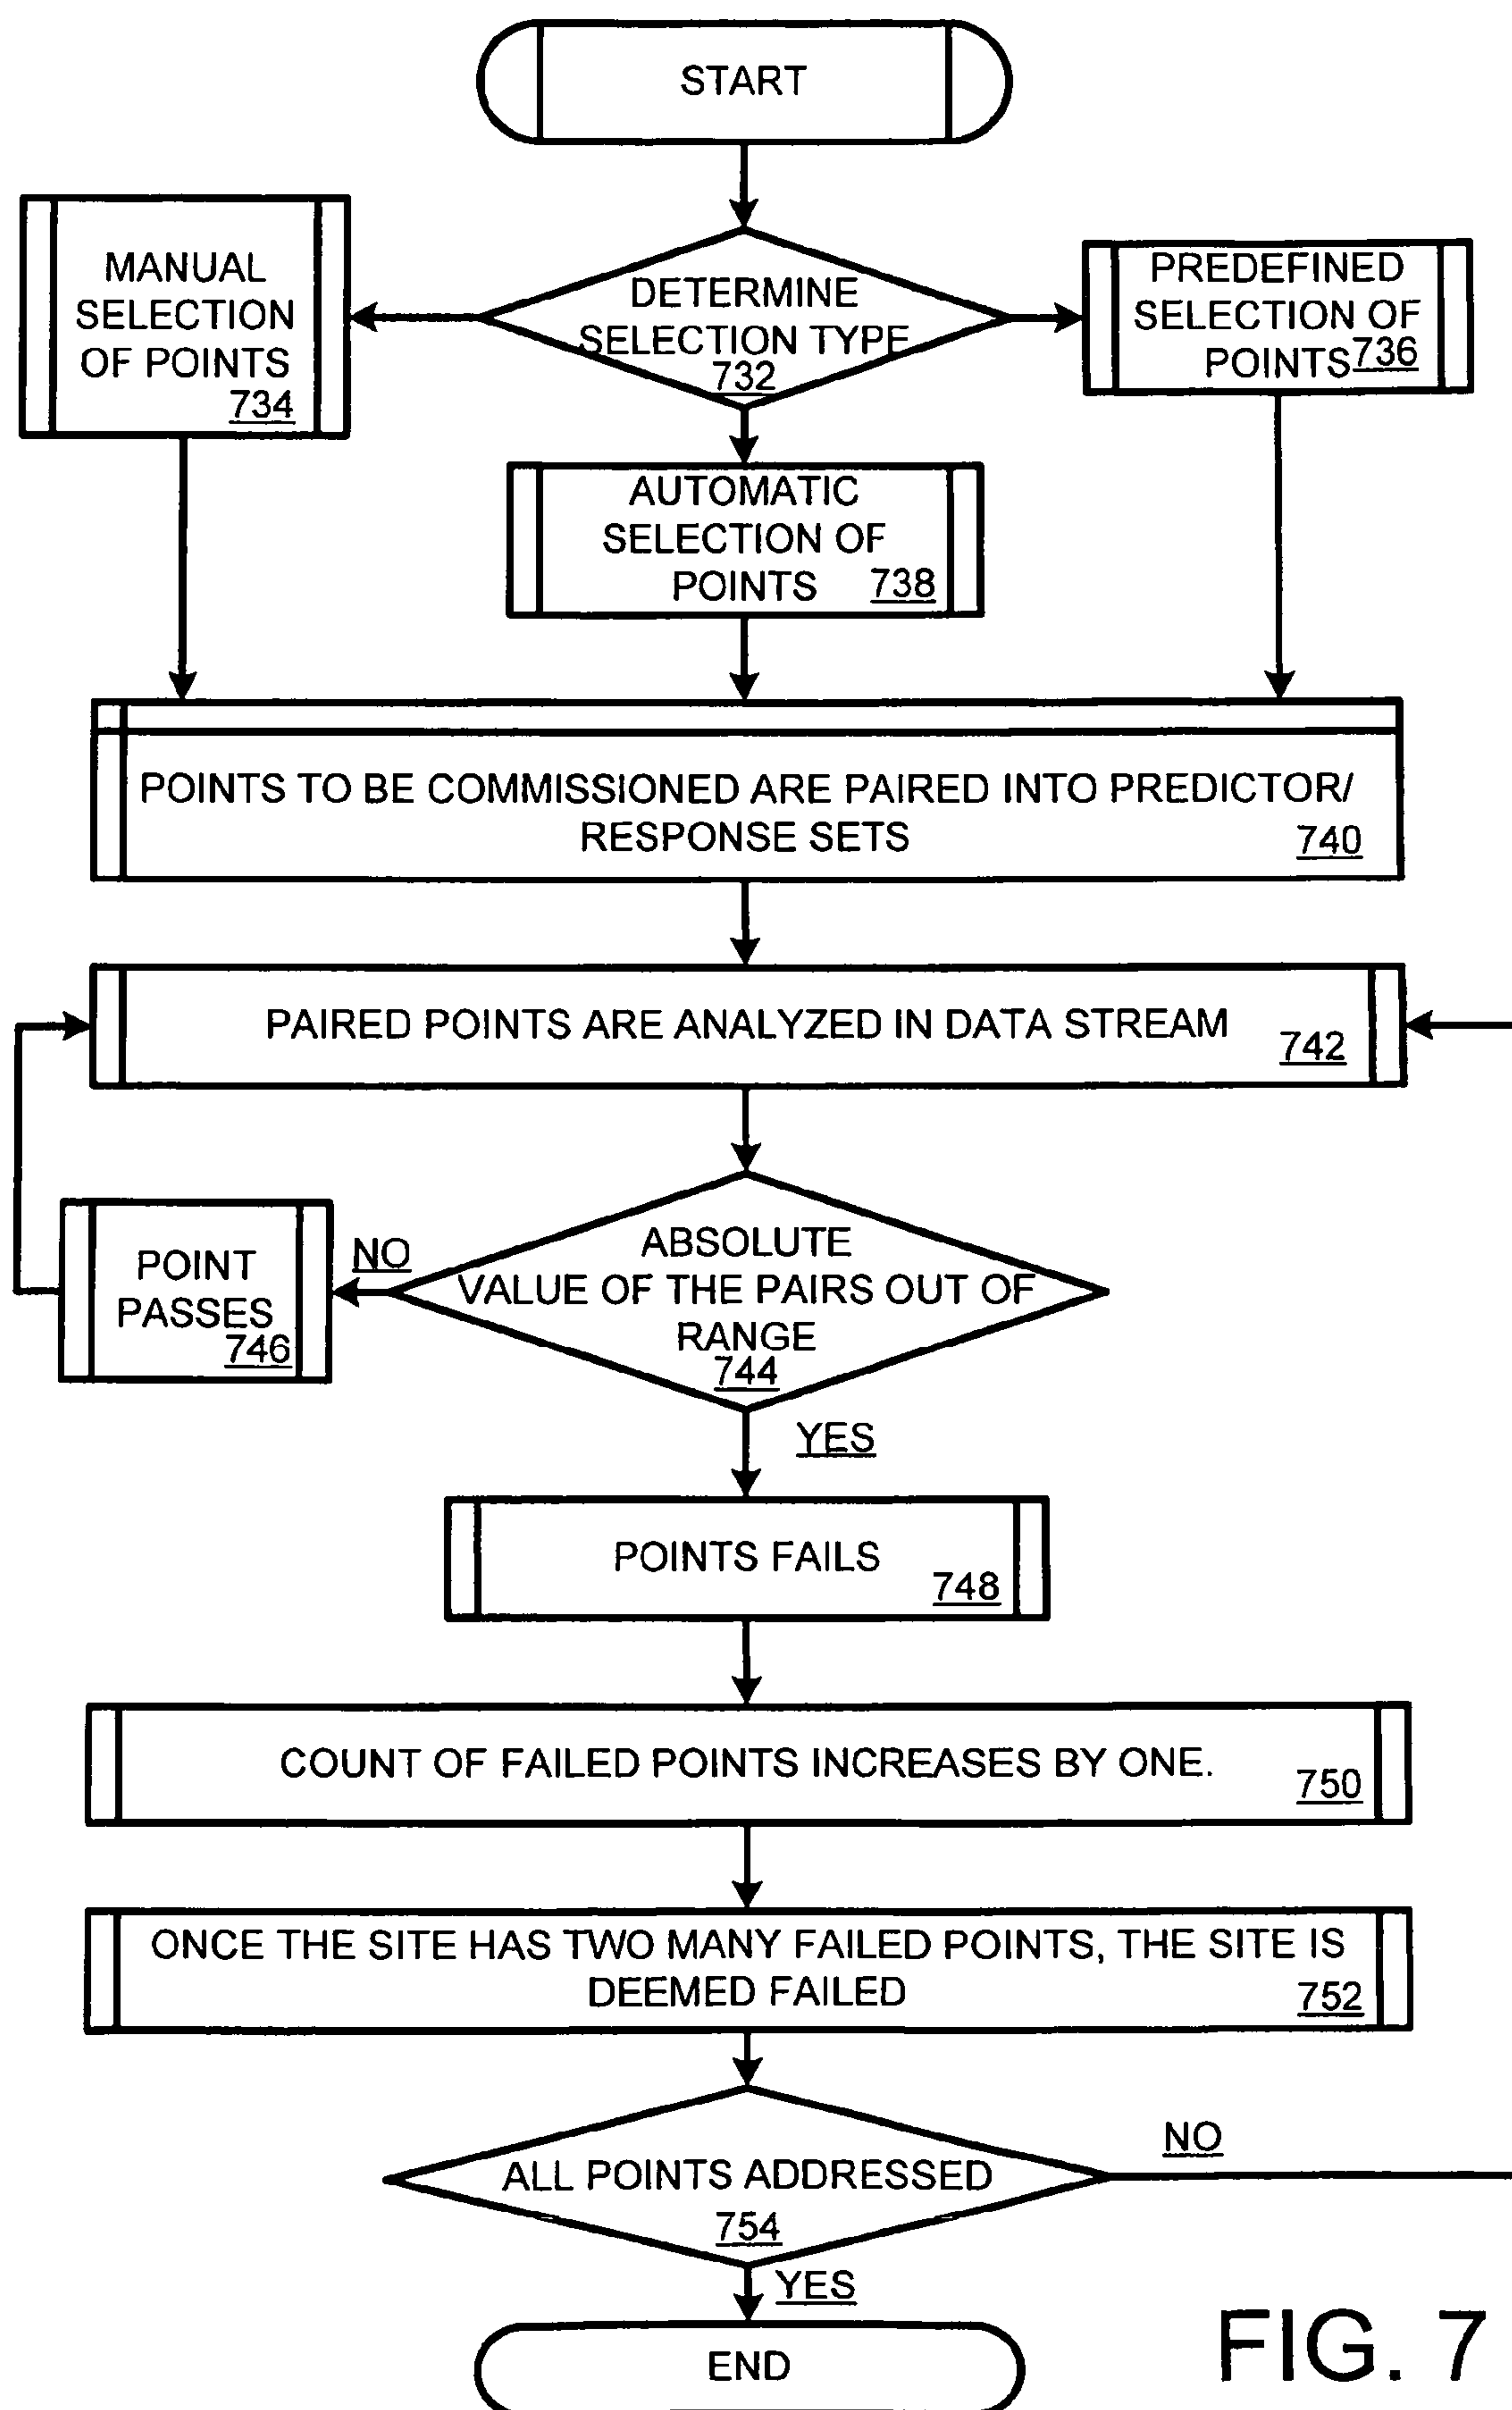 START
MANUAL
SELECTION
OF POINTS
734
DETERMINE
SELECTION TYPE
732
PREDEFINED
SELECTION OF
POINTS 736
AUTOMATIC
SELECTION OF
POINTS 738
POINTS TO BE COMMISSIONED ARE PAIRED INTO PREDICTOR/
RESPONSE SETS 740
PAIRED POINTS ARE ANALYZED IN DATA STREAM 742
POINT
PASSES
746
NO
ABSOLUTE
VALUE OF THE PAIRS OUT OF
RANGE
744
YES
POINTS FAILS 748
COUNT OF FAILED POINTS INCREASES BY ONE. 750
ONCE THE SITE HAS TWO MANY FAILED POINTS, THE SITE IS
DEEMED FAILED 752
ALL POINTS ADDRESSED
754
NO
YES
END
FIG. 7